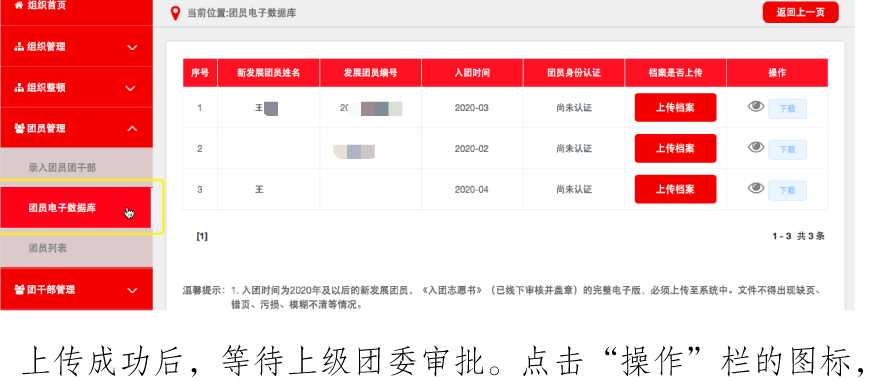 组织首页
当前位置:团员电子数据库
返回上一页
组织管理
组织整顿
团员管理
录入团员团干部
团员电子数据库
团员列表
团干部管理
序号 新发展团员姓名 发展团员编号 入团时间 团员身份认证 档案是否上传 操作
1 王 2 2020-03 尚未认证 上传档案 下载
2 2020-02 尚未认证 上传档案 下载
3 王 2020-04 尚未认证 上传档案 下载
[1] 1 - 3 共 3 条
温馨提示: 1. 入团时间为2020年及以后的新发展团员，《入团志愿书》（已线下审核并盖章）的完整电子版，必须上传至系统中。文件不得出现缺页、
错页、污损、模糊不清等情况。
上传成功后，等待上级团委审批。点击“操作”栏的图标，